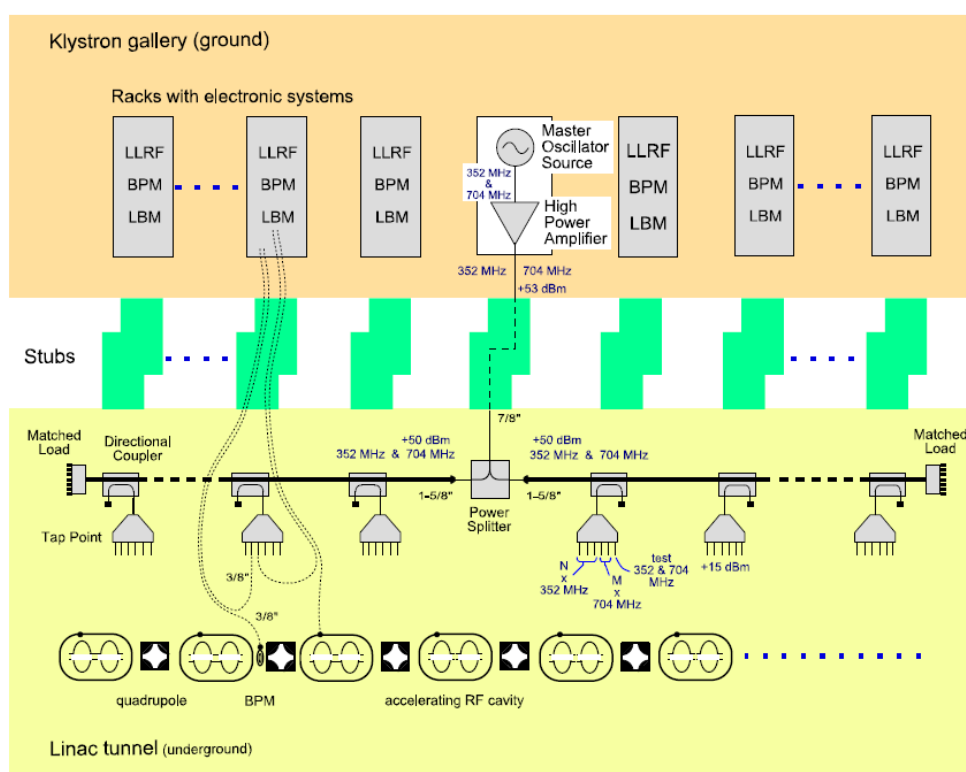 Klystron gallery (ground)
Racks with electronic systems
LLRF
BPM
LBM
LLRF
BPM
LBM
LLRF
BPM
LBM
Master
Oscillator
Source
352 MHz
&
704 MHz
High
Power
Amplifier
352 MHz
704 MHz
+53 dBm
LLRF
BPM
LBM
LLRF
BPM
LBM
LLRF
BPM
LBM
Stubs
7/8"
Matched
Load
Directional
Coupler
+50 dBm
352 MHz & 704 MHz
+50 dBm
352 MHz & 704 MHz
Matched
Load
1-5/8"
Power
Splitter
1-5/8"
Tap Point
3/8"
3/8"
N
x
352 MHz
M
x
704 MHz
test
352 & 704
MHz
+15 dBm
quadrupole
BPM
accelerating RF cavity
Linac tunnel (underground)